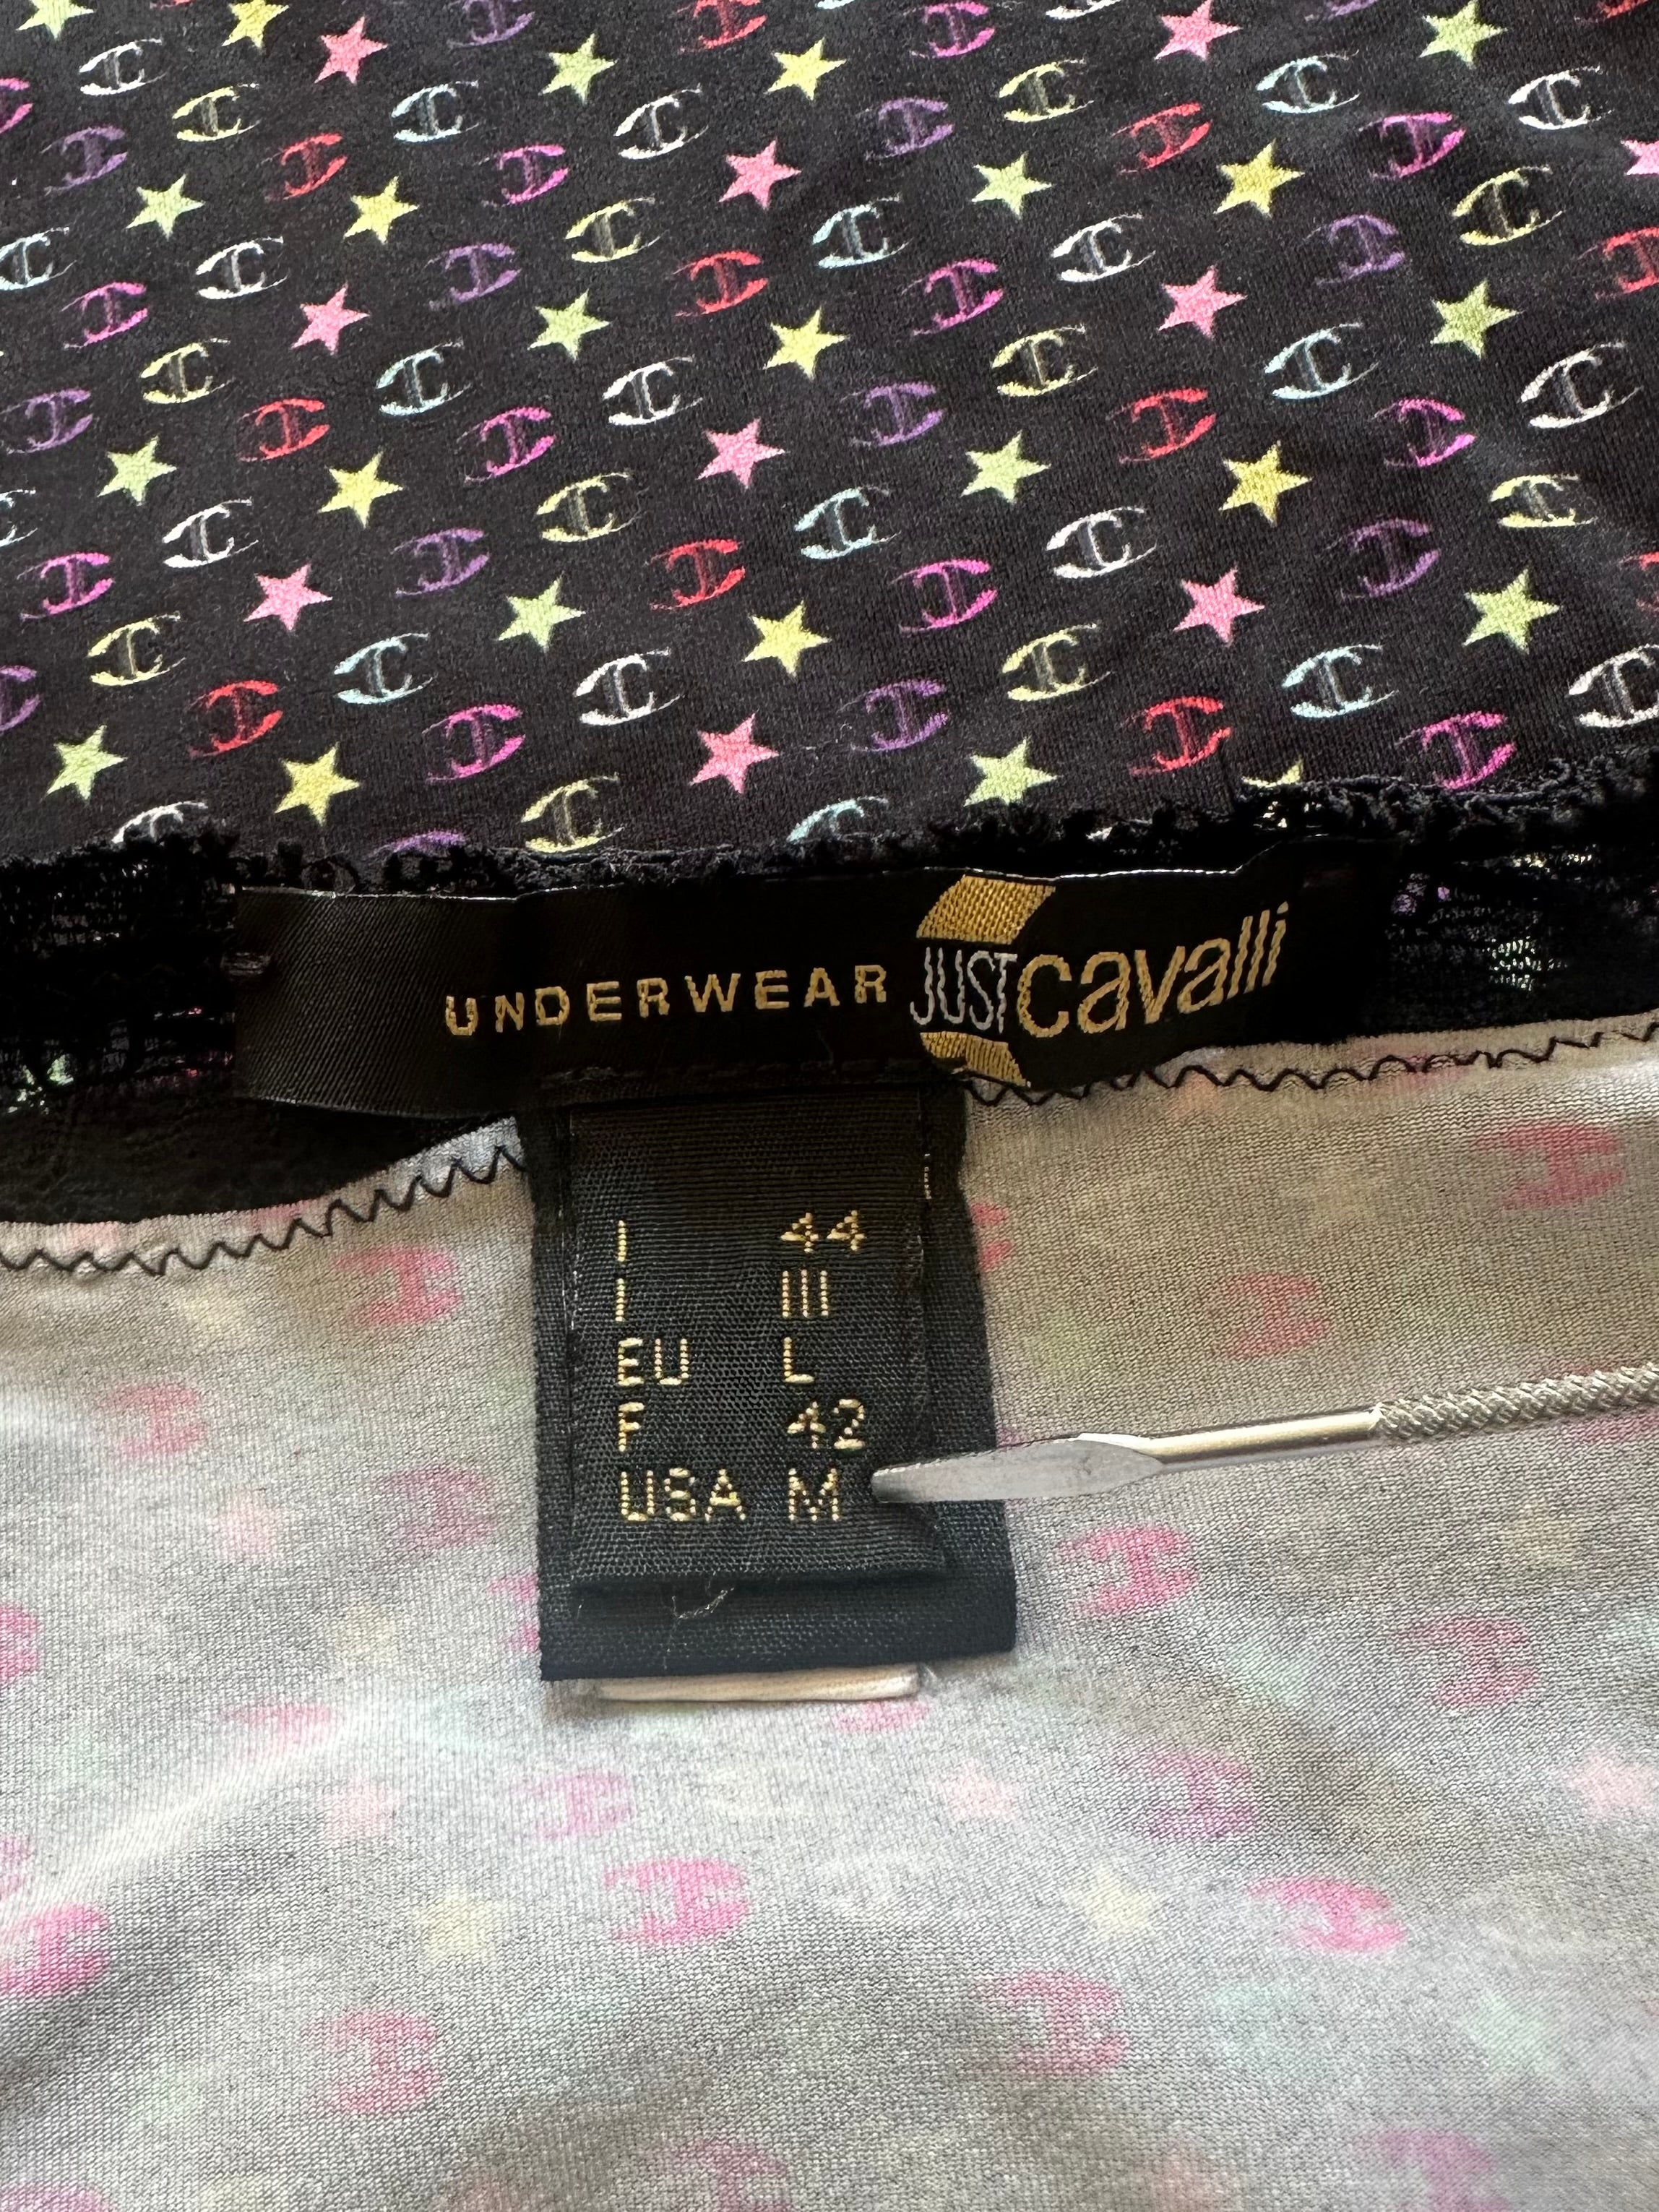 UNDERWEAR JUST cavalli
I 44
I III
EU L
F 42
USA M